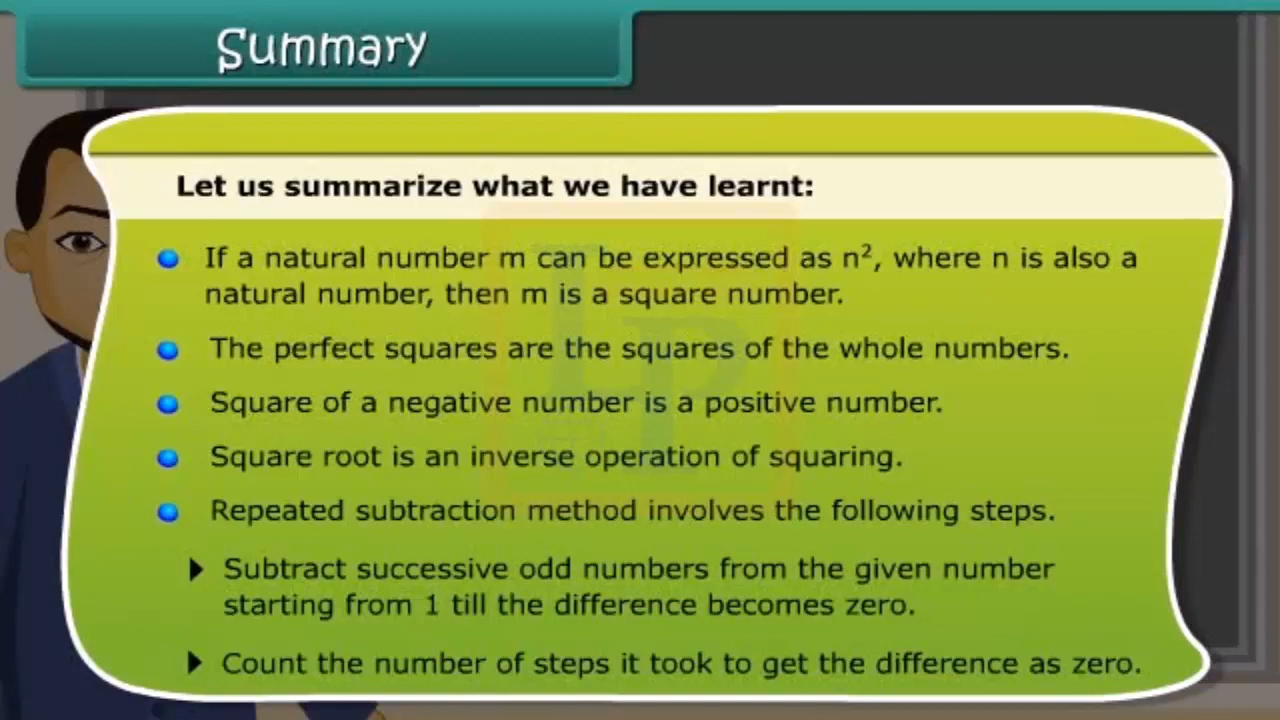 Summary
Let us summarize what we have learnt:
If a natural number m can be expressed as n², where n is also a
natural number, then m is a square number.
The perfect squares are the squares of the whole numbers.
Square of a negative number is a positive number.
Square root is an inverse operation of squaring.
Repeated subtraction method involves the following steps.
Subtract successive odd numbers from the given number
starting from 1 till the difference becomes zero.
Count the number of steps it took to get the difference as zero.